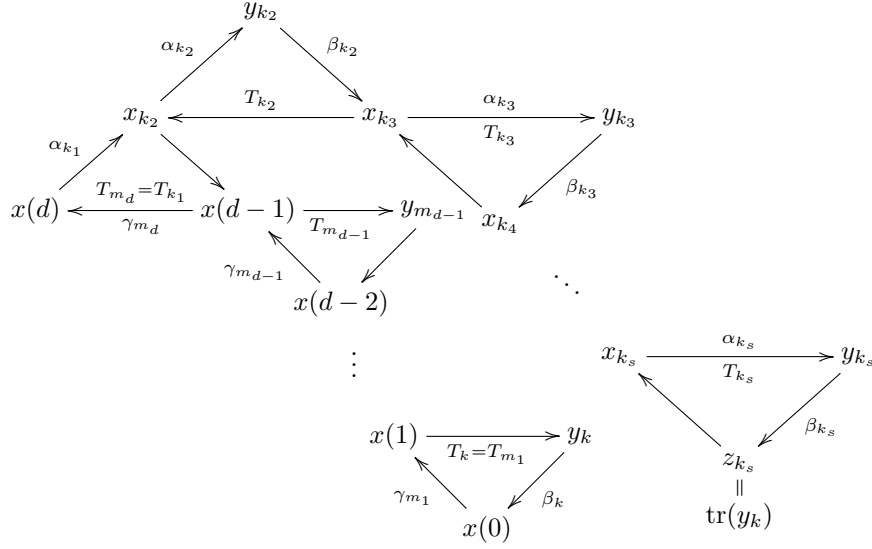 y_{k_2}
α_{k_2} β_{k_2}
x_{k_2} T_{k_2} x_{k_3} α_{k_3} T_{k_3} y_{k_3}
α_{k_1} β_{k_3}
x(d) T_{m_d}=T_{k_1} γ_{m_d} x(d − 1) T_{m_{d−1}} y_{m_{d−1}} x_{k_4}
γ_{m_{d−1}}
x(d − 2) ⋱
⋮ x_{k_s} α_{k_s} T_{k_s} y_{k_s}
β_{k_s}
x(1) T_k=T_{m_1} y_k z_{k_s}
γ_{m_1} β_k ||
x(0) tr(y_k)